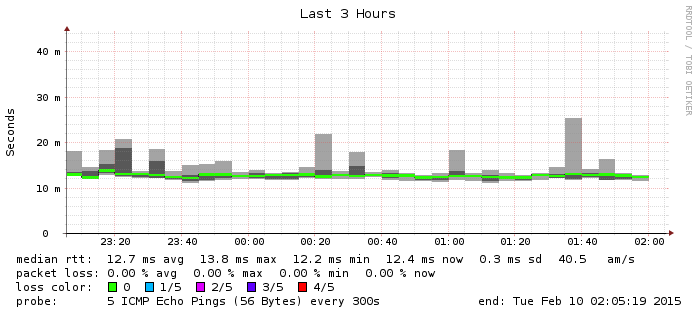 Last 3 Hours
RRDTOOL / TOBI OETIKER
Seconds
40 m
30 m
20 m
10 m
0
23:20 23:40 00:00 00:20 00:40 01:00 01:20 01:40 02:00
median rtt: 12.7 ms avg 13.8 ms max 12.2 ms min 12.4 ms now 0.3 ms sd 40.5 am/s
packet loss: 0.00 % avg 0.00 % max 0.00 % min 0.00 % now
loss color: 0 1/5 2/5 3/5 4/5
probe: 5 ICMP Echo Pings (56 Bytes) every 300s end: Tue Feb 10 02:05:19 2015